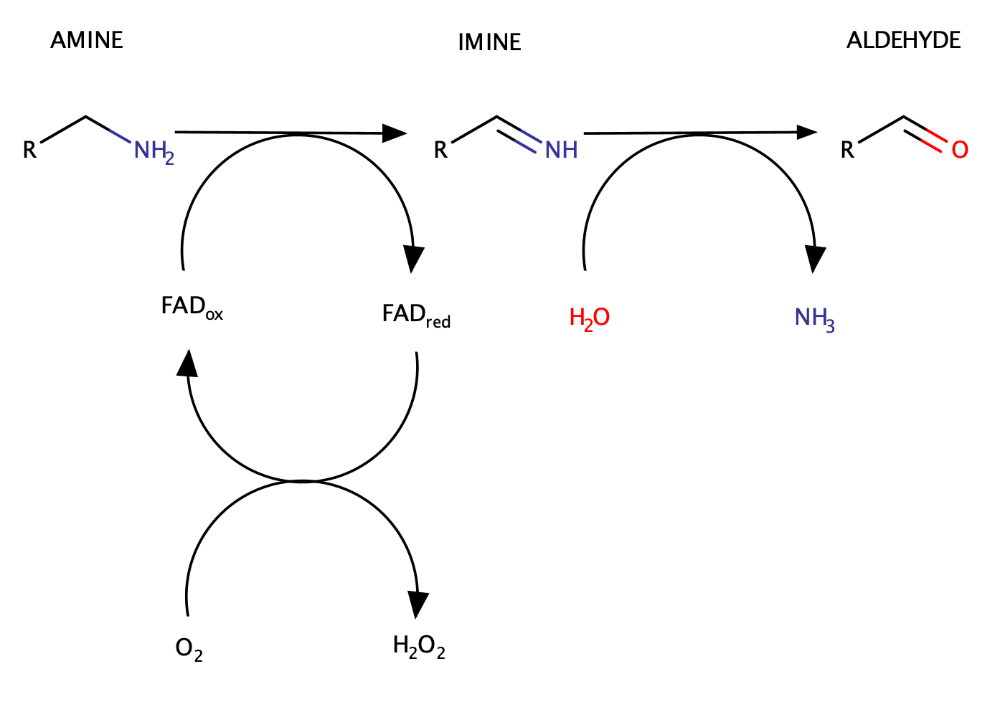 AMINE IMINE ALDEHYDE
R NH₂ R NH R O
FADox FADred H₂O NH₃
O₂ H₂O₂